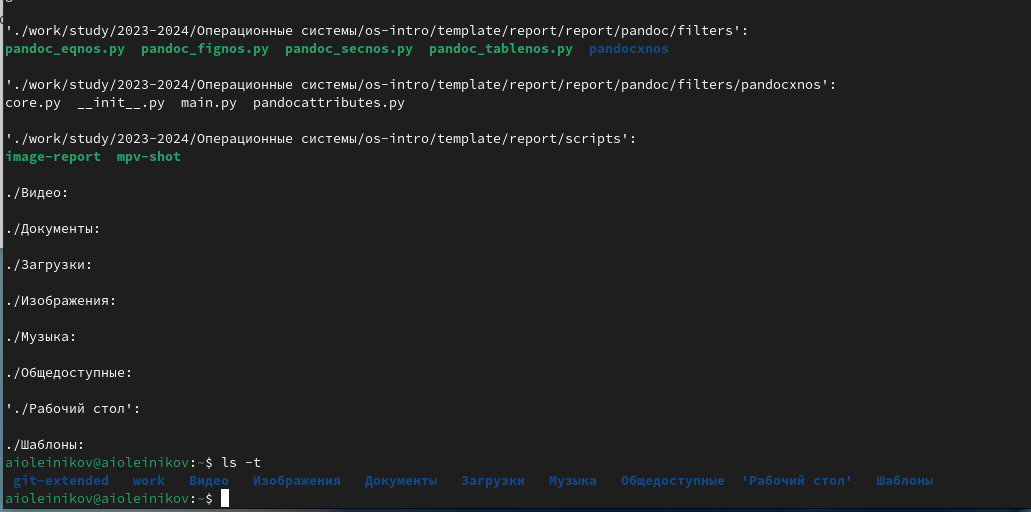 './work/study/2023-2024/Операционные системы/os-intro/template/report/report/pandoc/filters':
pandoc_eqnos.py  pandoc_fignos.py  pandoc_secnos.py  pandoc_tablenos.py  pandocxnos
'./work/study/2023-2024/Операционные системы/os-intro/template/report/report/pandoc/filters/pandocxnos':
core.py  __init__.py  main.py  pandocattributes.py
'./work/study/2023-2024/Операционные системы/os-intro/template/report/scripts':
image-report  mpv-shot
./Видео:
./Документы:
./Загрузки:
./Изображения:
./Музыка:
./Общедоступные:
'./Рабочий стол':
./Шаблоны:
aioleinikov@aioleinikov:~$ ls -t
git-extended  work  Видео  Изображения  Документы  Загрузки  Музыка  Общедоступные  'Рабочий стол'  Шаблоны
aioleinikov@aioleinikov:~$